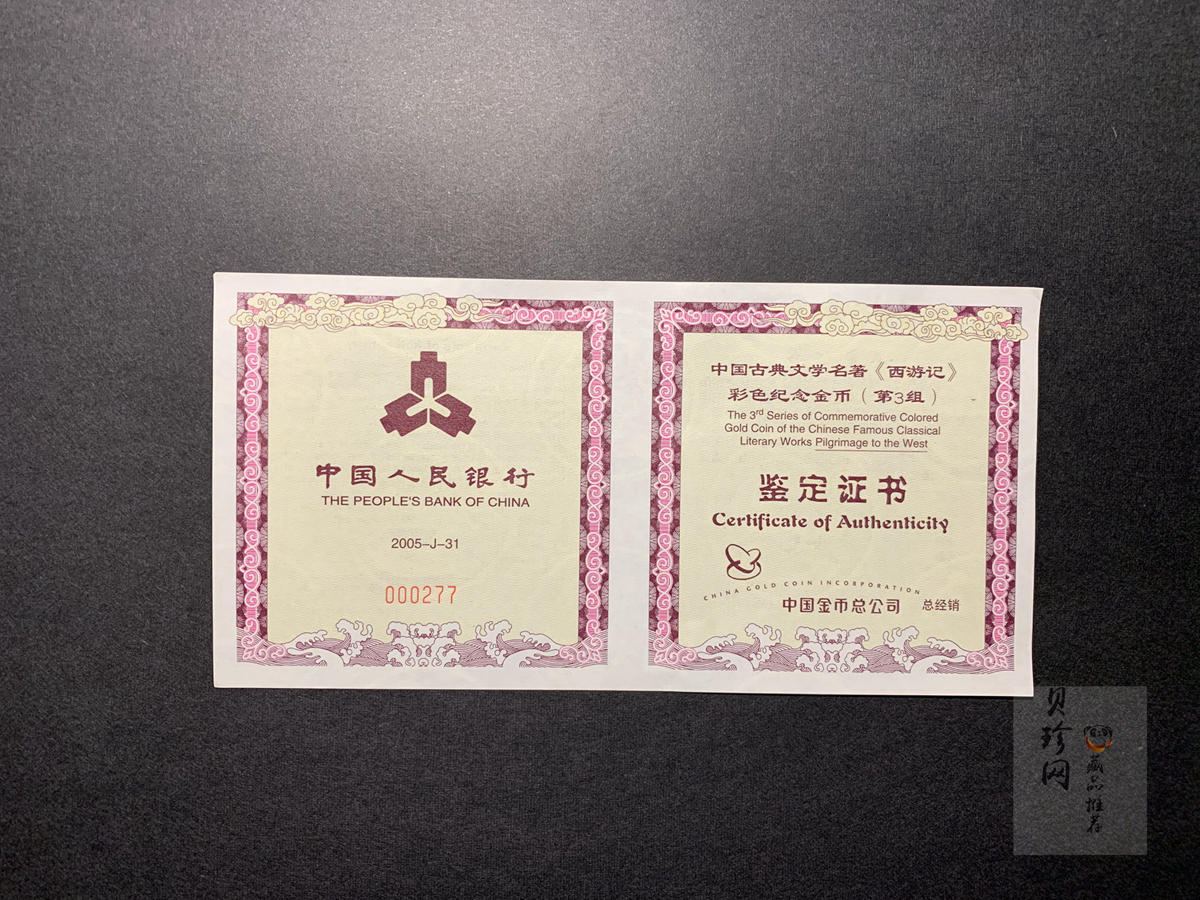 中国人民银行
THE PEOPLE'S BANK OF CHINA
2005-J-31
000277
中国古典文学名著《西游记》
彩色纪念金币（第3组）
The 3rd Series of Commemorative Colored
Gold Coin of the Chinese Famous Classical
Literary Works Pilgrimage to the West
鉴定证书
Certificate of Authenticity
CHINA GOLD COIN INCORPORATION
中国金币总公司 总经销
贝珍网
藏品推荐